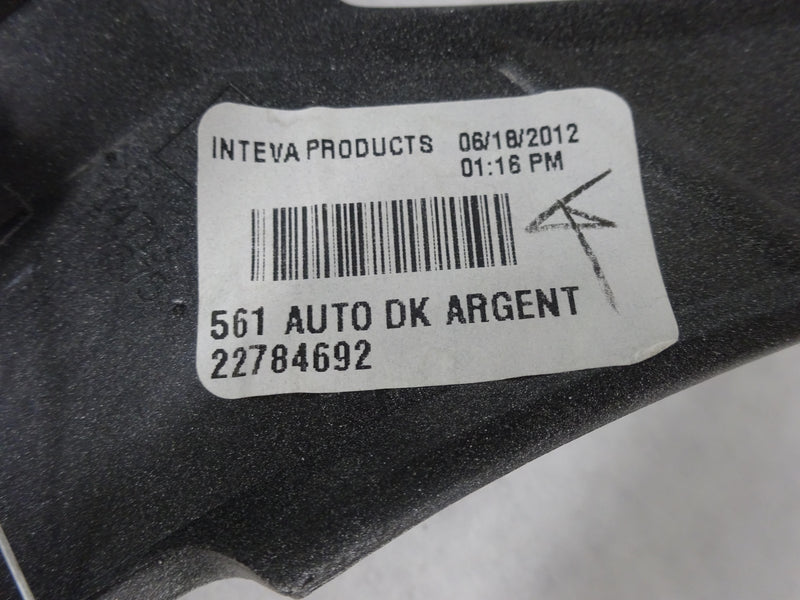 INTEVA PRODUCTS 06/18/2012
01:16 PM
561 AUTO DK ARGENT
22784692